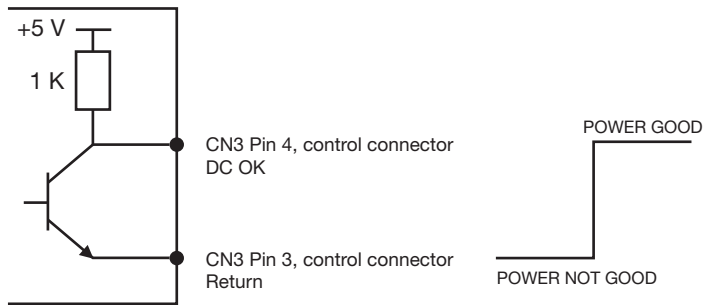 +5 V
1 K
CN3 Pin 4, control connector
DC OK
CN3 Pin 3, control connector
Return
POWER GOOD
POWER NOT GOOD